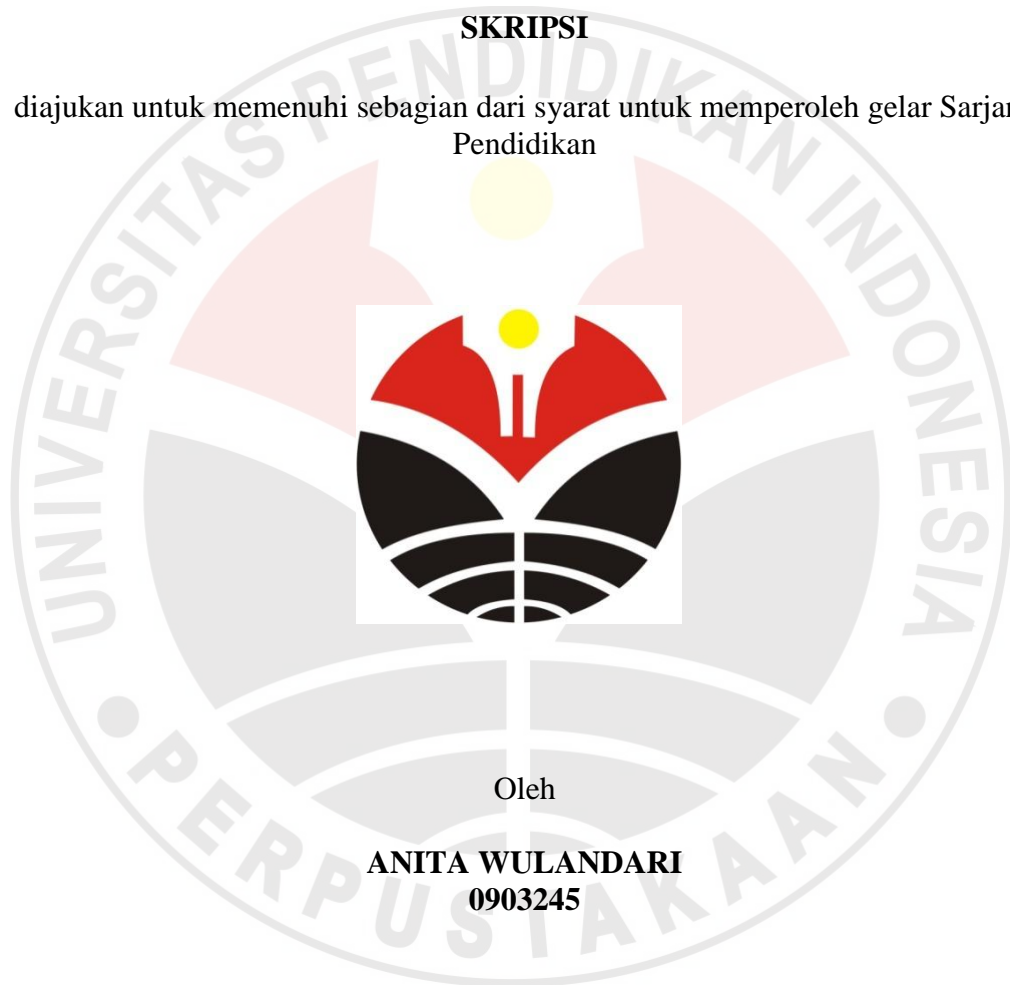 SKRIPSI
diajukan untuk memenuhi sebagian dari syarat untuk memperoleh gelar Sarjan
Pendidikan
UNIVERSITAS PENDIDIKAN INDONESIA
Oleh
ANITA WULANDARI
0903245
PERPUSTAKAAN